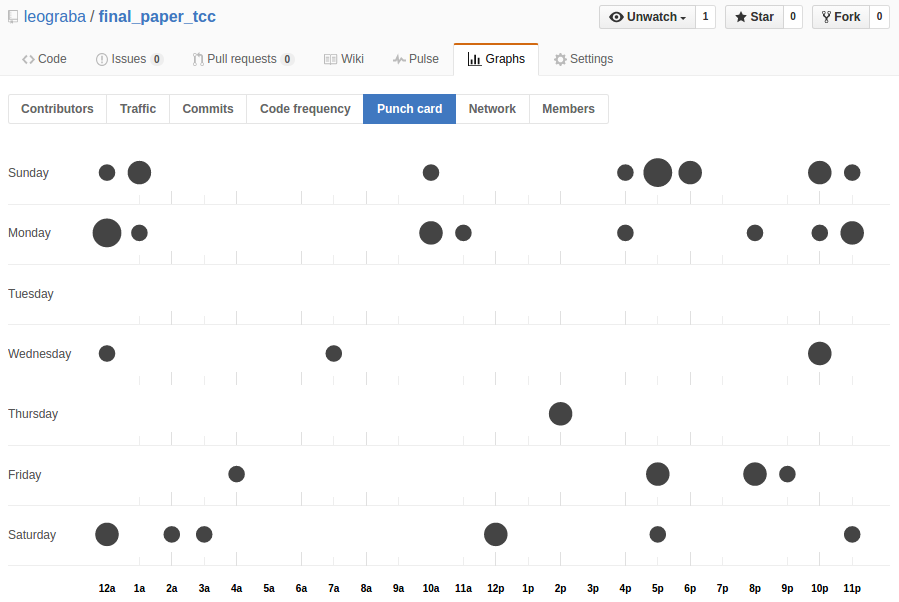 leograba / final_paper_tcc
Unwatch 1 Star 0 Fork 0
Code Issues 0 Pull requests 0 Wiki Pulse Graphs Settings
Contributors Traffic Commits Code frequency Punch card Network Members
Sunday
Monday
Tuesday
Wednesday
Thursday
Friday
Saturday
12a 1a 2a 3a 4a 5a 6a 7a 8a 9a 10a 11a 12p 1p 2p 3p 4p 5p 6p 7p 8p 9p 10p 11p